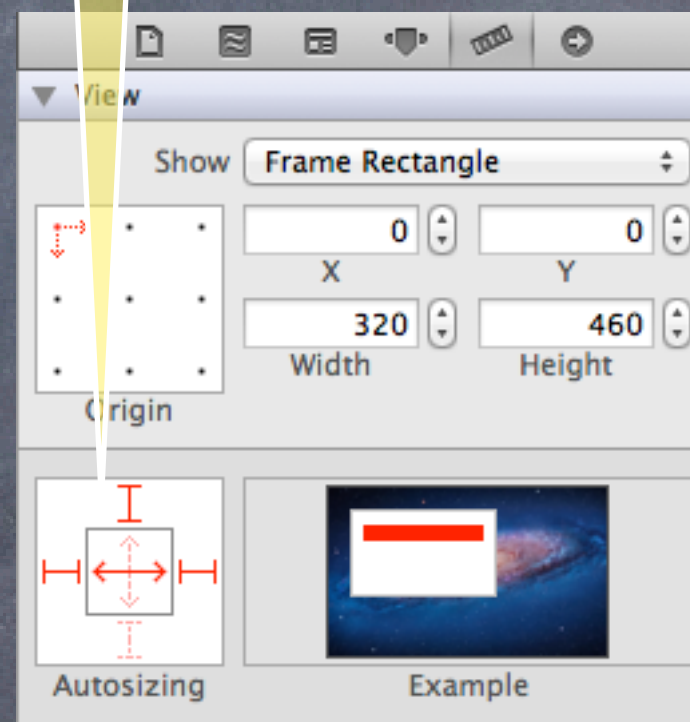 View
Show Frame Rectangle
0 0
X Y
320 460
Width Height
Origin
Autosizing Example